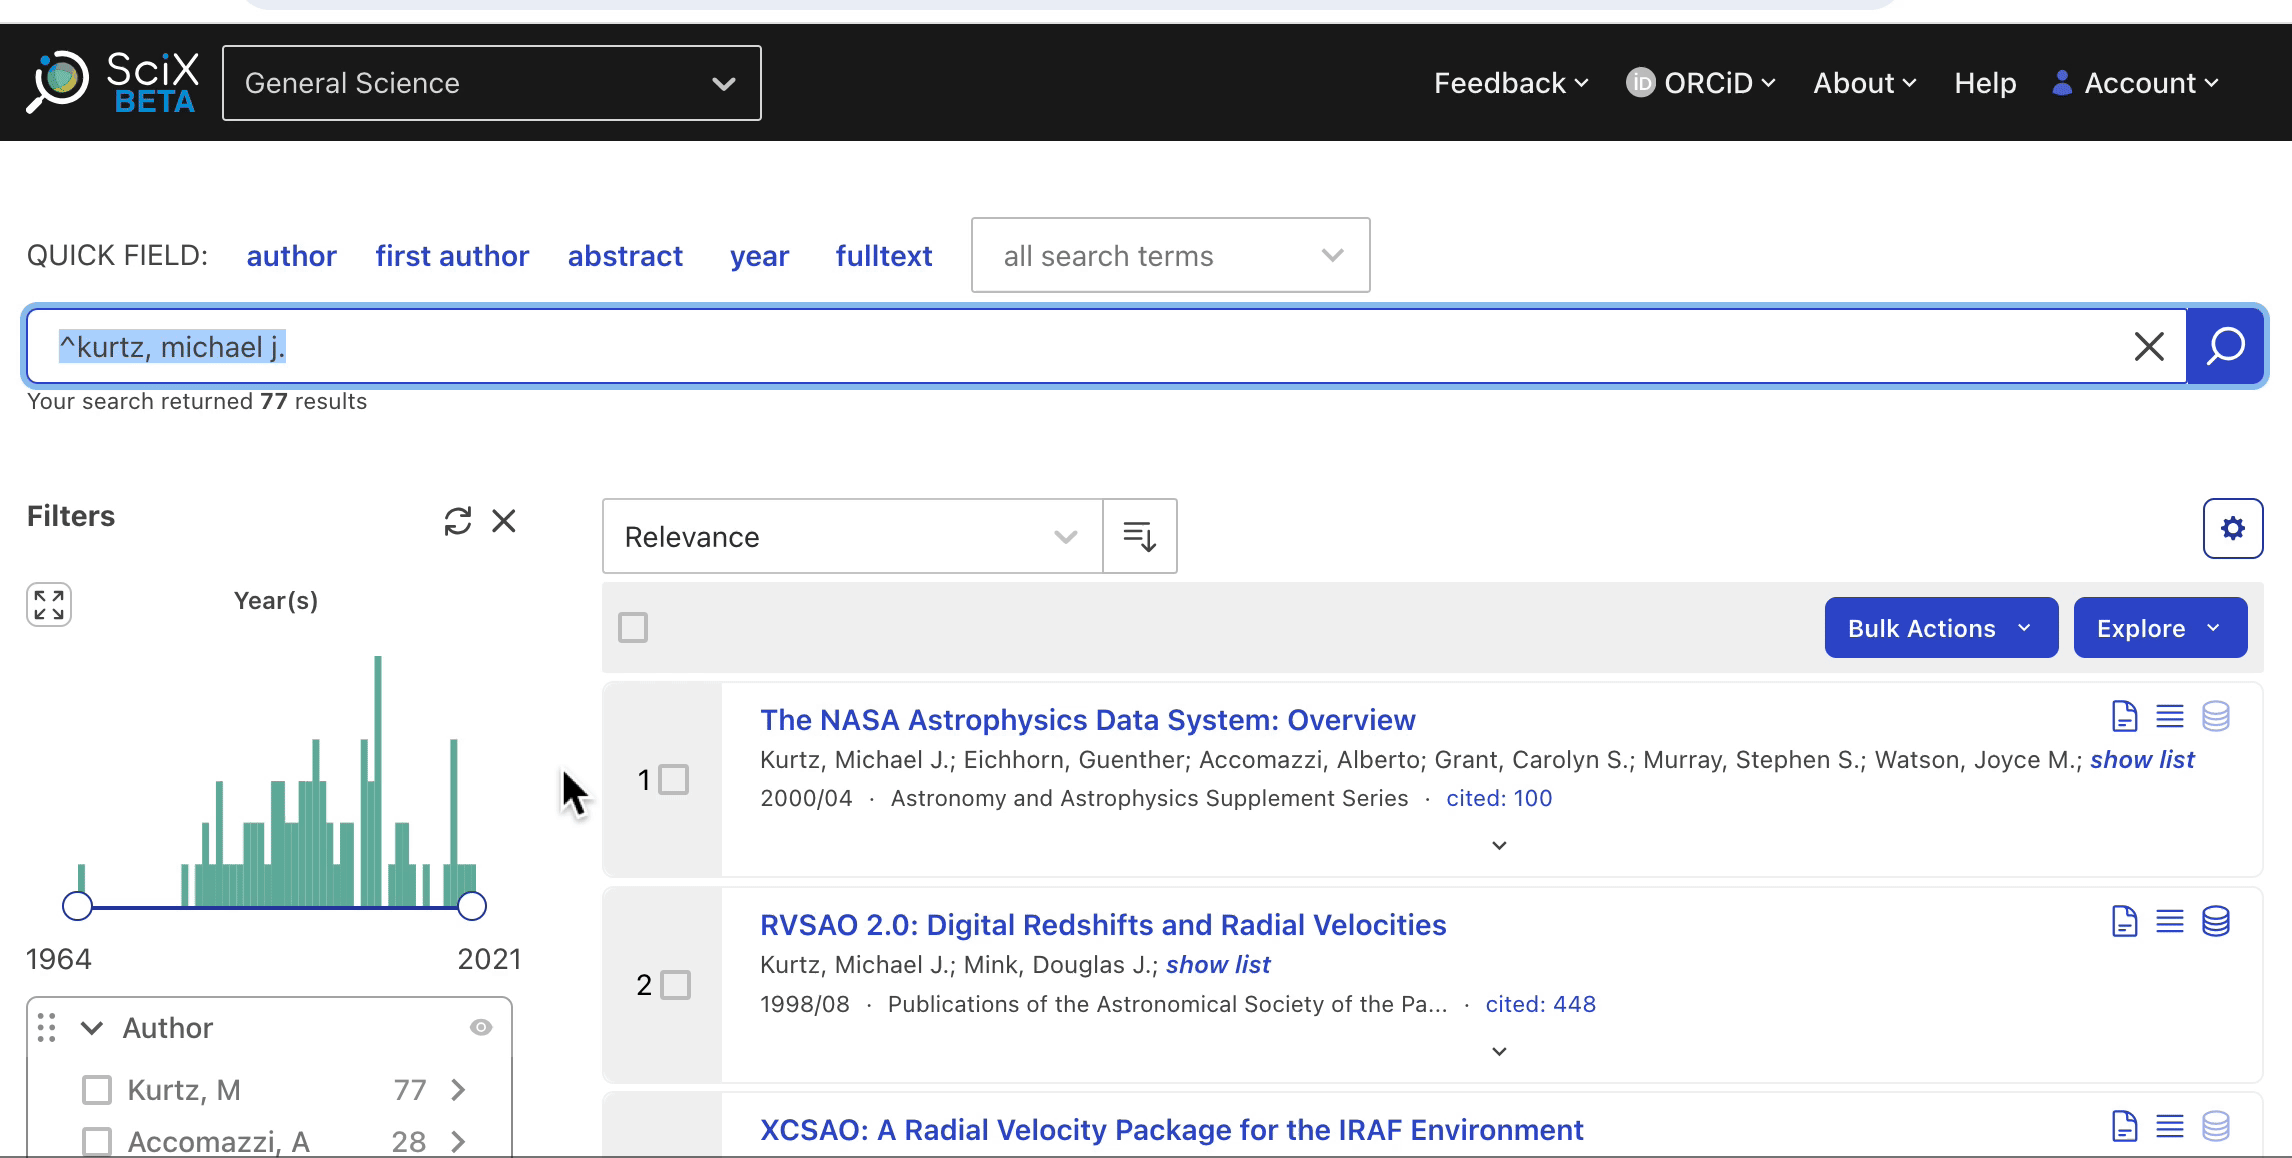 SciX
BETA
General Science
Feedback
iD ORCiD
About
Help
Account
QUICK FIELD: author first author abstract year fulltext all search terms
^kurtz, michael j.
Your search returned 77 results
Filters
Relevance
Year(s)
Bulk Actions
Explore
1964 2021
Author
Kurtz, M 77
Accomazzi, A 28
1
The NASA Astrophysics Data System: Overview
Kurtz, Michael J.; Eichhorn, Guenther; Accomazzi, Alberto; Grant, Carolyn S.; Murray, Stephen S.; Watson, Joyce M.; show list
2000/04 · Astronomy and Astrophysics Supplement Series · cited: 100
2
RVSAO 2.0: Digital Redshifts and Radial Velocities
Kurtz, Michael J.; Mink, Douglas J.; show list
1998/08 · Publications of the Astronomical Society of the Pa... · cited: 448
XCSAO: A Radial Velocity Package for the IRAF Environment